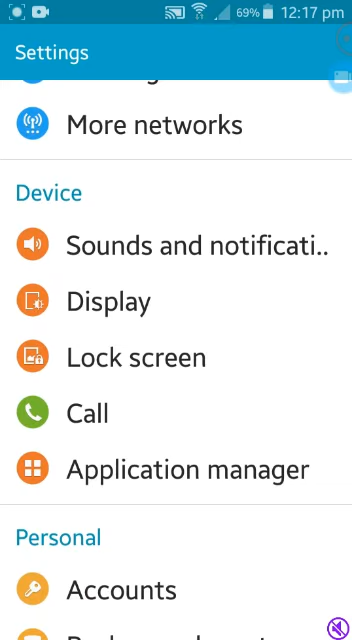 69% 12:17 pm
Settings
More networks
Device
Sounds and notificati..
Display
Lock screen
Call
Application manager
Personal
Accounts